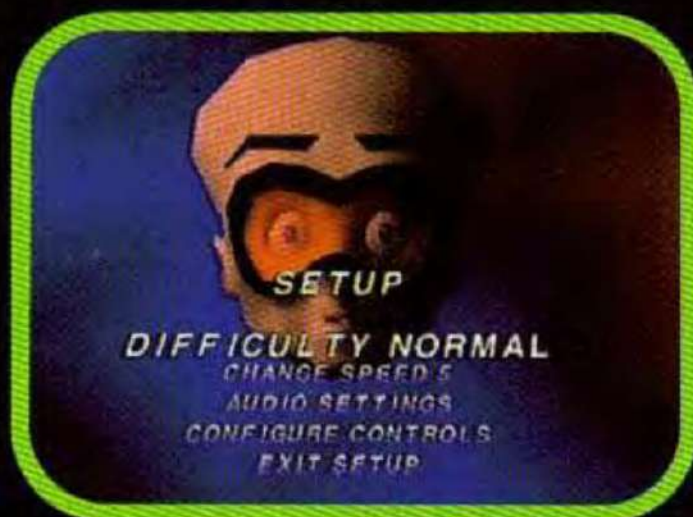 SETUP
DIFFICULTY NORMAL
CHANGE SPEED 5
AUDIO SETTINGS
CONFIGURE CONTROLS
EXIT SETUP